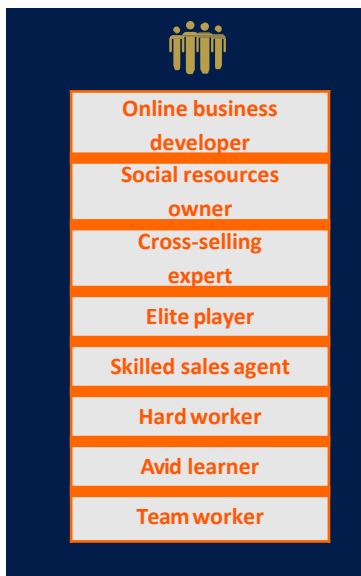 Online business
developer
Social resources
owner
Cross-selling
expert
Elite player
Skilled sales agent
Hard worker
Avid learner
Team worker